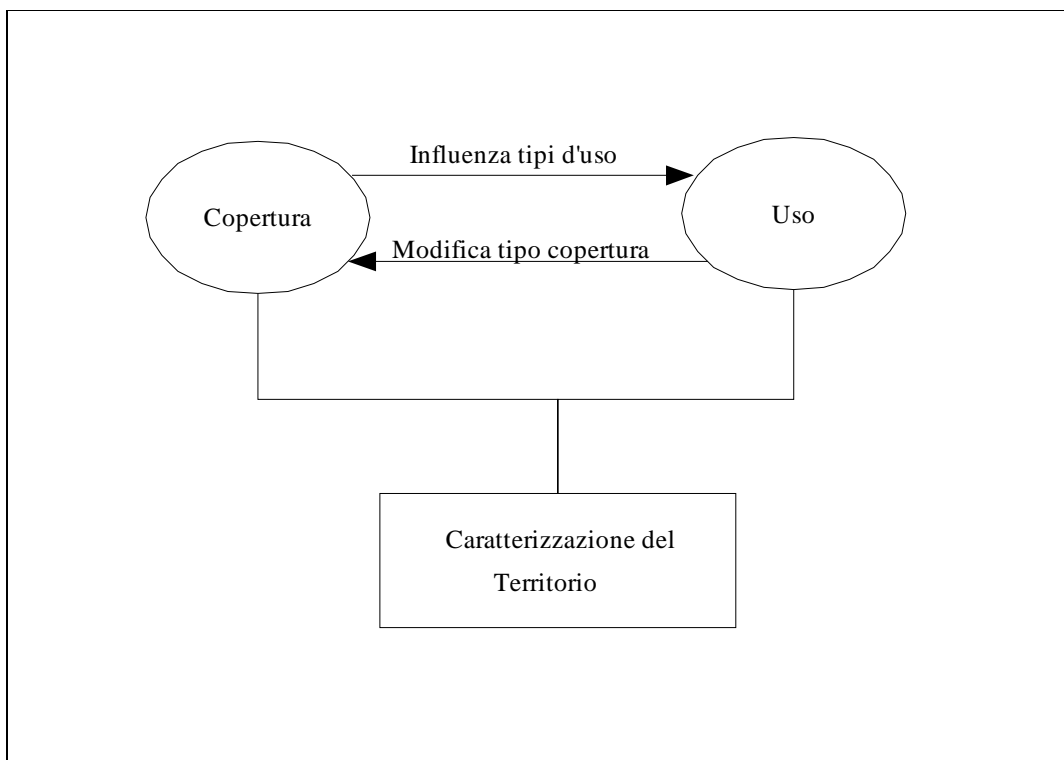 Influenza tipi d'uso
Copertura
Uso
Modifica tipo copertura
Caratterizzazione del
Territorio